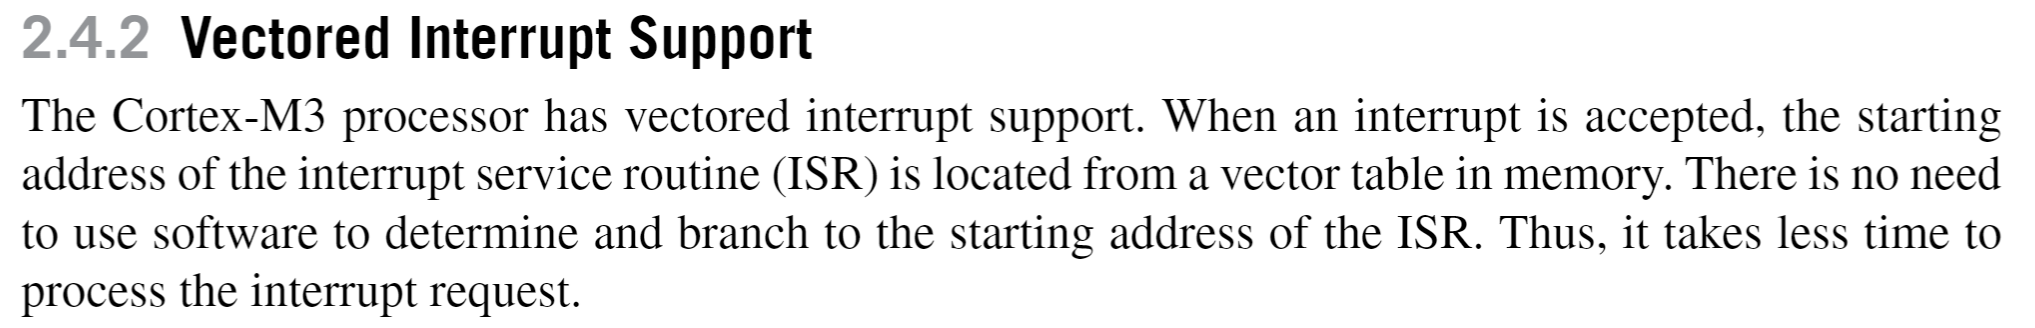 2.4.2 Vectored Interrupt Support
The Cortex-M3 processor has vectored interrupt support. When an interrupt is accepted, the starting
address of the interrupt service routine (ISR) is located from a vector table in memory. There is no need
to use software to determine and branch to the starting address of the ISR. Thus, it takes less time to
process the interrupt request.